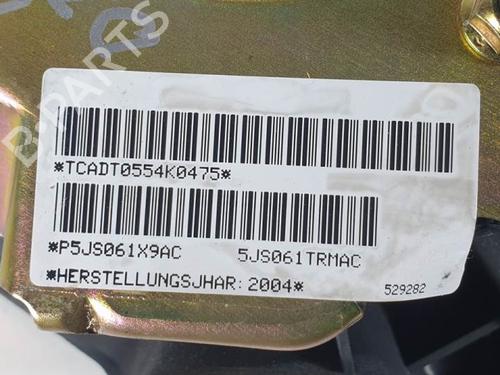 *TCADT0554K0475*
*P5JS061X9AC 5JS061TRMAC
*HERSTELLUNGSJHAR: 2004* 529282
B-PARTS